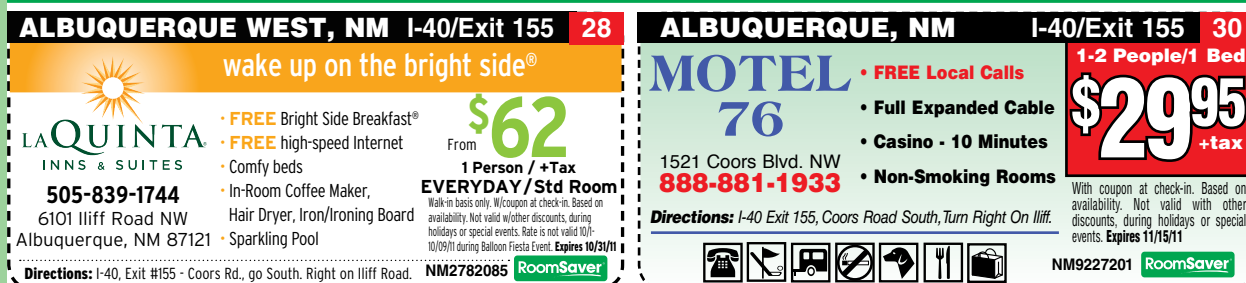 ALBUQUERQUE WEST, NM I-40/Exit 155 28
wake up on the bright side®
LAQUINTA
INNS & SUITES
505-839-1744
6101 Iliff Road NW
Albuquerque, NM 87121
· FREE Bright Side Breakfast®
· FREE high-speed Internet
· Comfy beds
· In-Room Coffee Maker,
Hair Dryer, Iron/Ironing Board
· Sparkling Pool
From $62
1 Person / +Tax
EVERYDAY/Std Room
Walk-in basis only. W/coupon at check-in. Based on
availability. Not valid w/other discounts, during
holidays or special events. Rate is not valid 10/1-
10/09/11 during Balloon Fiesta Event. Expires 10/31/11
Directions: I-40, Exit #155 - Coors Rd., go South. Right on Iliff Road.
NM2782085 RoomSaver
ALBUQUERQUE, NM I-40/Exit 155 30
MOTEL
76
1521 Coors Blvd. NW
888-881-1933
• FREE Local Calls
• Full Expanded Cable
• Casino - 10 Minutes
• Non-Smoking Rooms
Directions: I-40 Exit 155, Coors Road South, Turn Right On Iliff.
1-2 People/1 Bed
$2995
+tax
With coupon at check-in. Based on
availability. Not valid with other
discounts, during holidays or special
events. Expires 11/15/11
NM9227201 RoomSaver